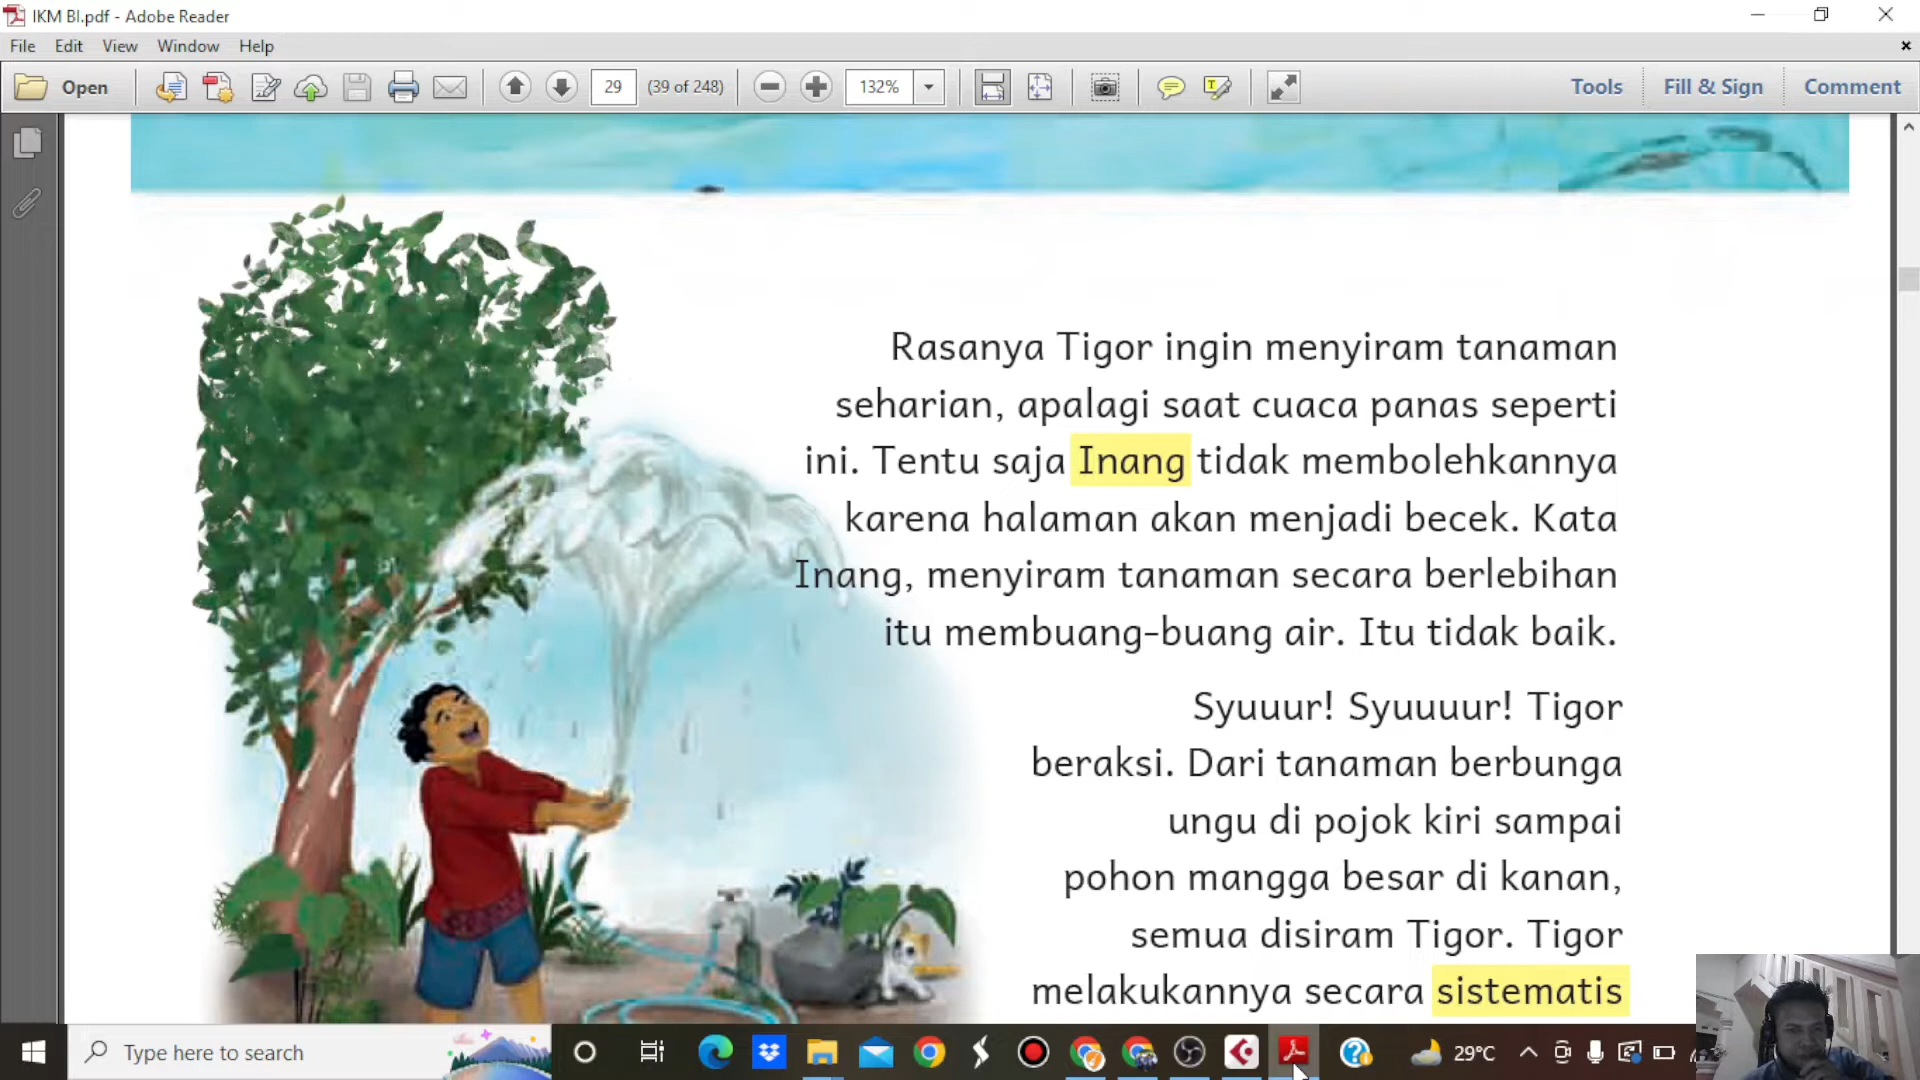 IKM BI.pdf - Adobe Reader
File Edit View Window Help
Open 29 (39 of 248) 132% Tools Fill & Sign Comment
Rasanya Tigor ingin menyiram tanaman
seharian, apalagi saat cuaca panas seperti
ini. Tentu saja Inang tidak membolehkannya
karena halaman akan menjadi becek. Kata
Inang, menyiram tanaman secara berlebihan
itu membuang-buang air. Itu tidak baik.
Syuuur! Syuuuur! Tigor
beraksi. Dari tanaman berbunga
ungu di pojok kiri sampai
pohon mangga besar di kanan,
semua disiram Tigor. Tigor
melakukannya secara sistematis
Type here to search 29°C